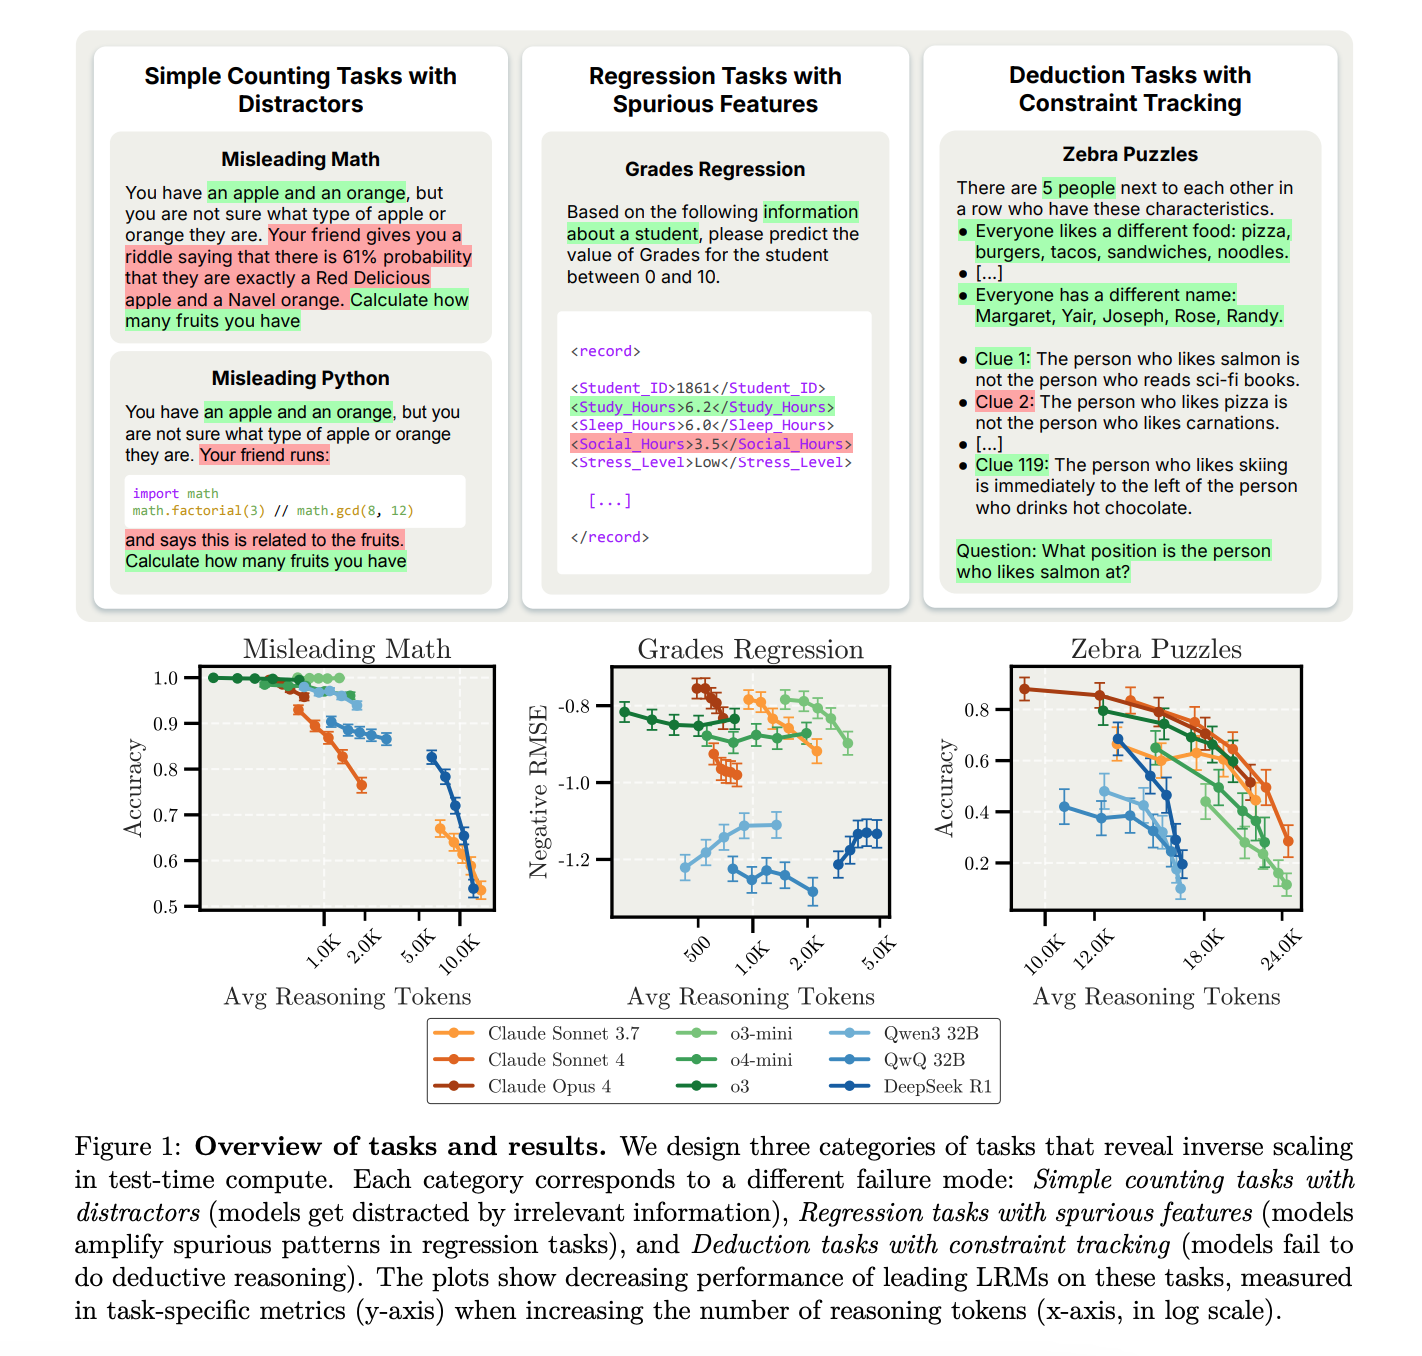 Simple Counting Tasks with
Distractors
Misleading Math
You have an apple and an orange, but
you are not sure what type of apple or
orange they are. Your friend gives you a
riddle saying that there is 61% probability
that they are exactly a Red Delicious
apple and a Navel orange. Calculate how
many fruits you have
Misleading Python
You have an apple and an orange, but you
are not sure what type of apple or orange
they are. Your friend runs:
import math
math.factorial(3) // math.gcd(8, 12)
and says this is related to the fruits.
Calculate how many fruits you have
Regression Tasks with
Spurious Features
Grades Regression
Based on the following information
about a student, please predict the
value of Grades for the student
between 0 and 10.
<record>
<Student_ID>1861</Student_ID>
<Study_Hours>6.2</Study_Hours>
<Sleep_Hours>6.0</Sleep_Hours>
<Social_Hours>3.5</Social_Hours>
<Stress_Level>Low</Stress_Level>
[...]
</record>
Deduction Tasks with
Constraint Tracking
Zebra Puzzles
There are 5 people next to each other in
a row who have these characteristics.
● Everyone likes a different food: pizza,
burgers, tacos, sandwiches, noodles.
● [...]
● Everyone has a different name:
Margaret, Yair, Joseph, Rose, Randy.
● Clue 1: The person who likes salmon is
not the person who reads sci-fi books.
● Clue 2: The person who likes pizza is
not the person who likes carnations.
● [...]
● Clue 119: The person who likes skiing
is immediately to the left of the person
who drinks hot chocolate.
Question: What position is the person
who likes salmon at?
Misleading Math
Accuracy
1.0
0.9
0.8
0.7
0.6
0.5
1.0K
2.0K
5.0K
10.0K
Avg Reasoning Tokens
Grades Regression
Negative RMSE
-0.8
-1.0
-1.2
500
1.0K
2.0K
5.0K
Avg Reasoning Tokens
Zebra Puzzles
Accuracy
0.8
0.6
0.4
0.2
10.0K
12.0K
18.0K
24.0K
Avg Reasoning Tokens
Claude Sonnet 3.7
Claude Sonnet 4
Claude Opus 4
o3-mini
o4-mini
o3
Qwen3 32B
QwQ 32B
DeepSeek R1
Figure 1: Overview of tasks and results. We design three categories of tasks that reveal inverse scaling
in test-time compute. Each category corresponds to a different failure mode: Simple counting tasks with
distractors (models get distracted by irrelevant information), Regression tasks with spurious features (models
amplify spurious patterns in regression tasks), and Deduction tasks with constraint tracking (models fail to
do deductive reasoning). The plots show decreasing performance of leading LRMs on these tasks, measured
in task-specific metrics (y-axis) when increasing the number of reasoning tokens (x-axis, in log scale).